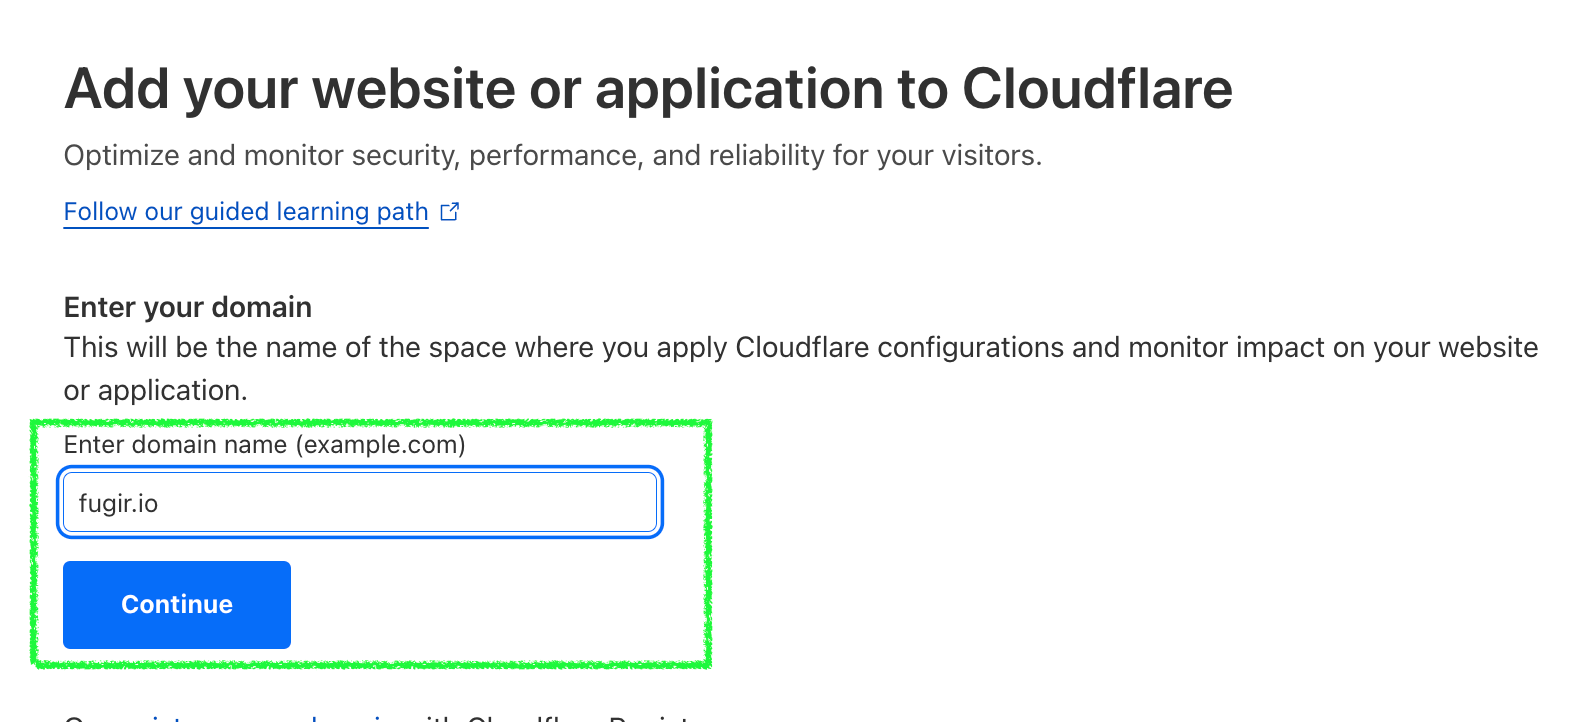 Add your website or application to Cloudflare
Optimize and monitor security, performance, and reliability for your visitors.
Follow our guided learning path
Enter your domain
This will be the name of the space where you apply Cloudflare configurations and monitor impact on your website
or application.
Enter domain name (example.com)
fugir.io
Continue